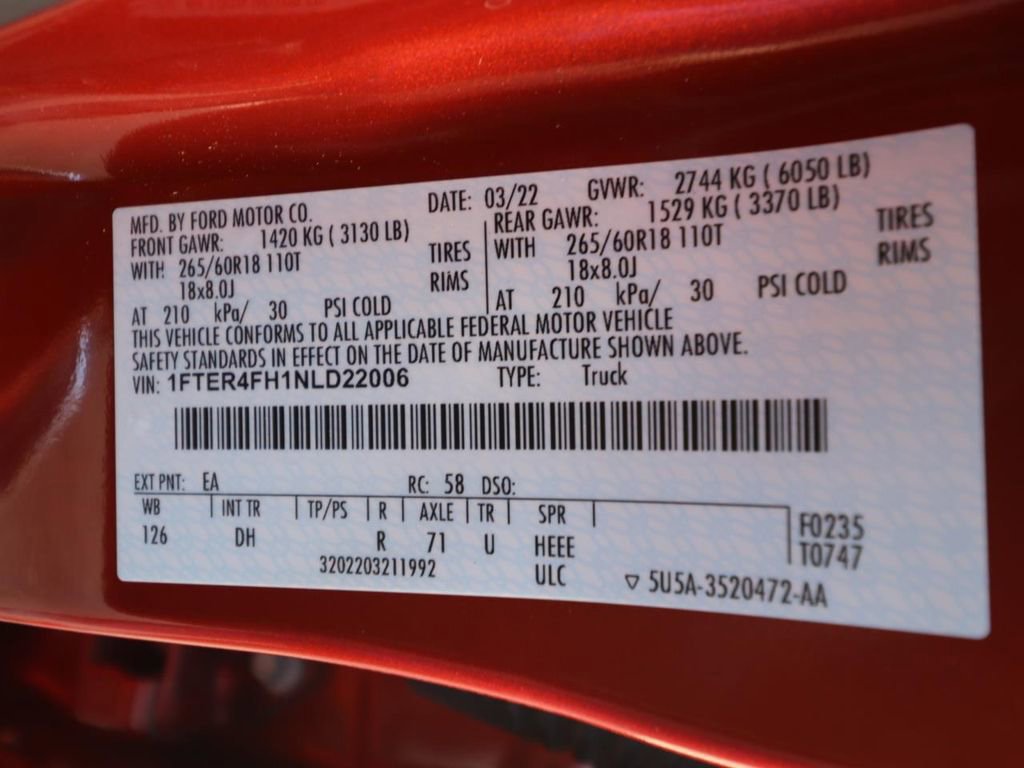 MFD. BY FORD MOTOR CO. DATE: 03/22 GVWR: 2744 KG ( 6050 LB)
FRONT GAWR: 1420 KG ( 3130 LB) REAR GAWR: 1529 KG ( 3370 LB)
WITH 265/60R18 110T TIRES WITH 265/60R18 110T TIRES
18x8.0J RIMS 18x8.0J RIMS
AT 210 kPa/ 30 PSI COLD AT 210 kPa/ 30 PSI COLD
THIS VEHICLE CONFORMS TO ALL APPLICABLE FEDERAL MOTOR VEHICLE
SAFETY STANDARDS IN EFFECT ON THE DATE OF MANUFACTURE SHOWN ABOVE.
VIN: 1FTER4FH1NLD22006 TYPE: Truck
EXT PNT: EA RC: 58 DSO:
WB INT TR TP/PS R AXLE TR SPR F0235
126 DH R 71 U HEEE T0747
3202203211992 ULC ▽ 5U5A-3520472-AA